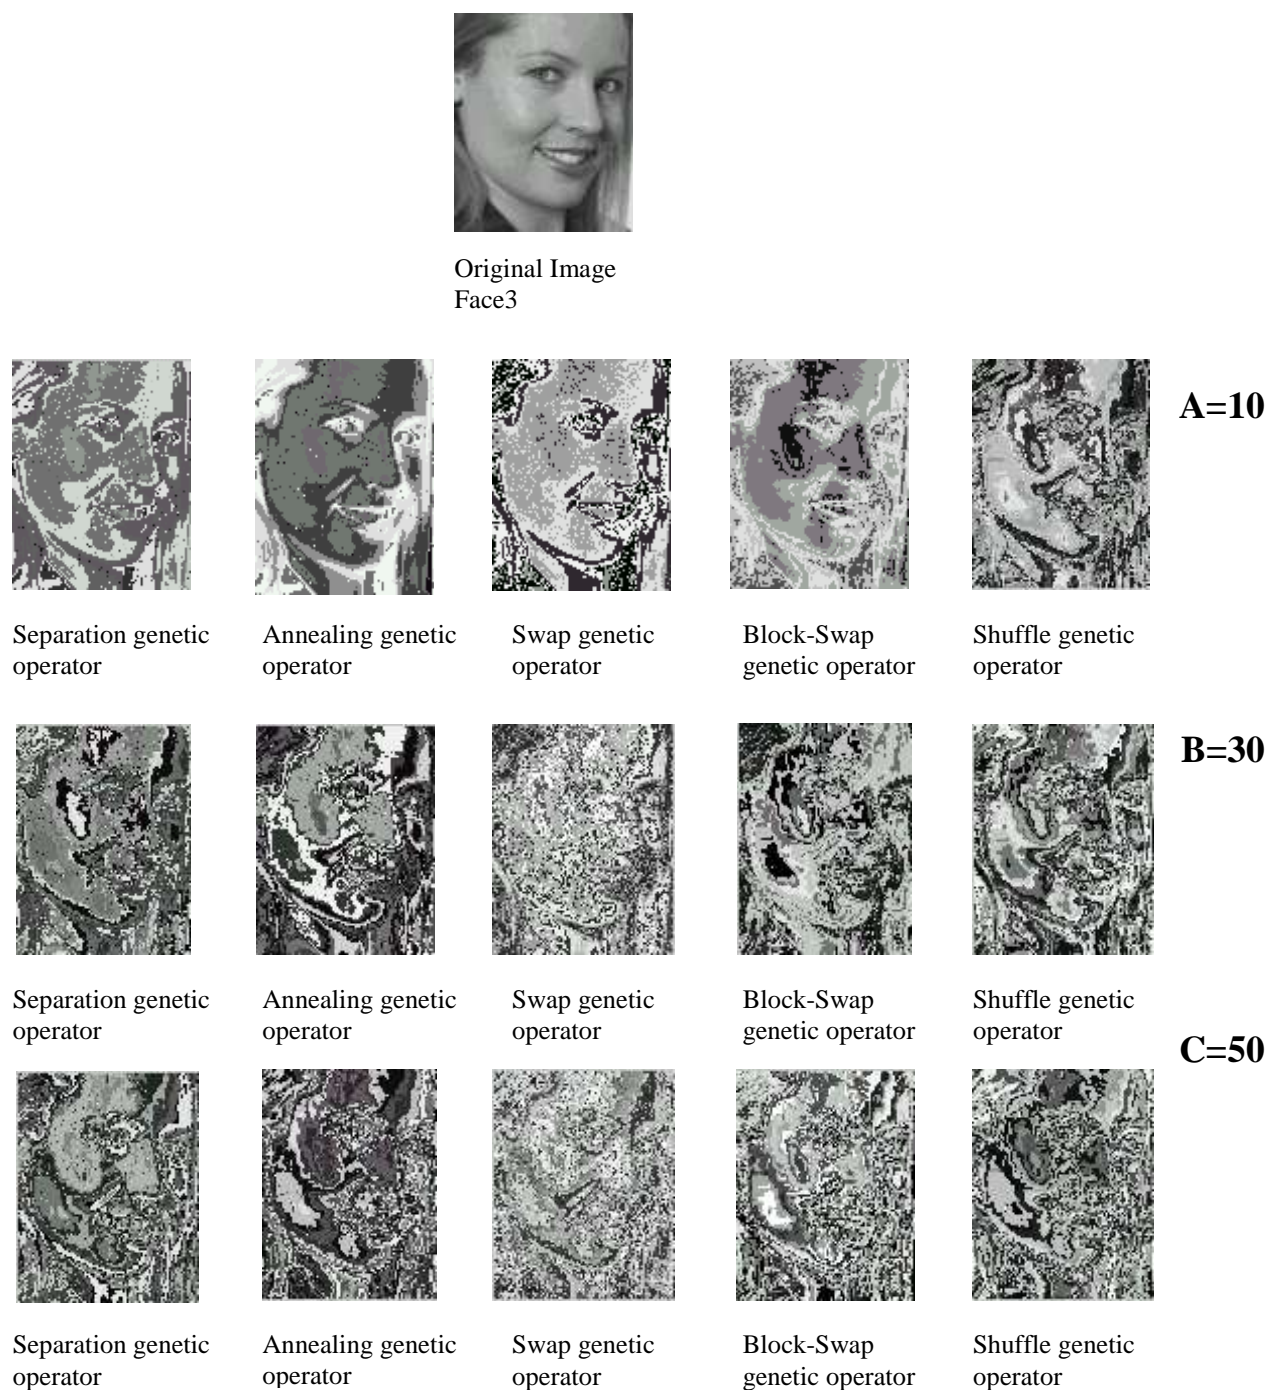 Original Image
Face3
A=10
Separation genetic
operator
Annealing genetic
operator
Swap genetic
operator
Block-Swap
genetic operator
Shuffle genetic
operator
B=30
Separation genetic
operator
Annealing genetic
operator
Swap genetic
operator
Block-Swap
genetic operator
Shuffle genetic
operator
C=50
Separation genetic
operator
Annealing genetic
operator
Swap genetic
operator
Block-Swap
genetic operator
Shuffle genetic
operator